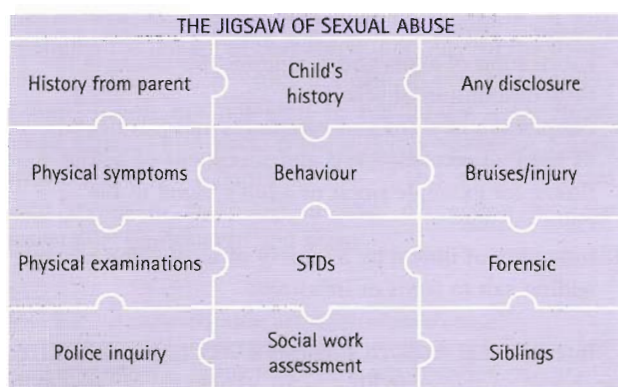 THE JIGSAW OF SEXUAL ABUSE
History from parent
Child's
history
Any disclosure
Physical symptoms
Behaviour
Bruises/injury
Physical examinations
STDs
Forensic
Police inquiry
Social work
assessment
Siblings